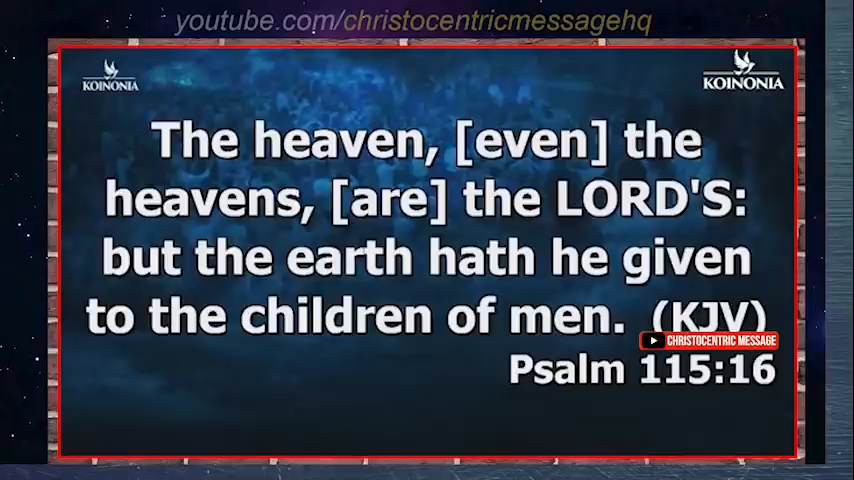 youtube.com/christocentricmessagehq
KOINONIA
KOINONIA
The heaven, [even] the
heavens, [are] the LORD'S:
but the earth hath he given
to the children of men. (KJV)
CHRISTOCENTRIC MESSAGE
Psalm 115:16